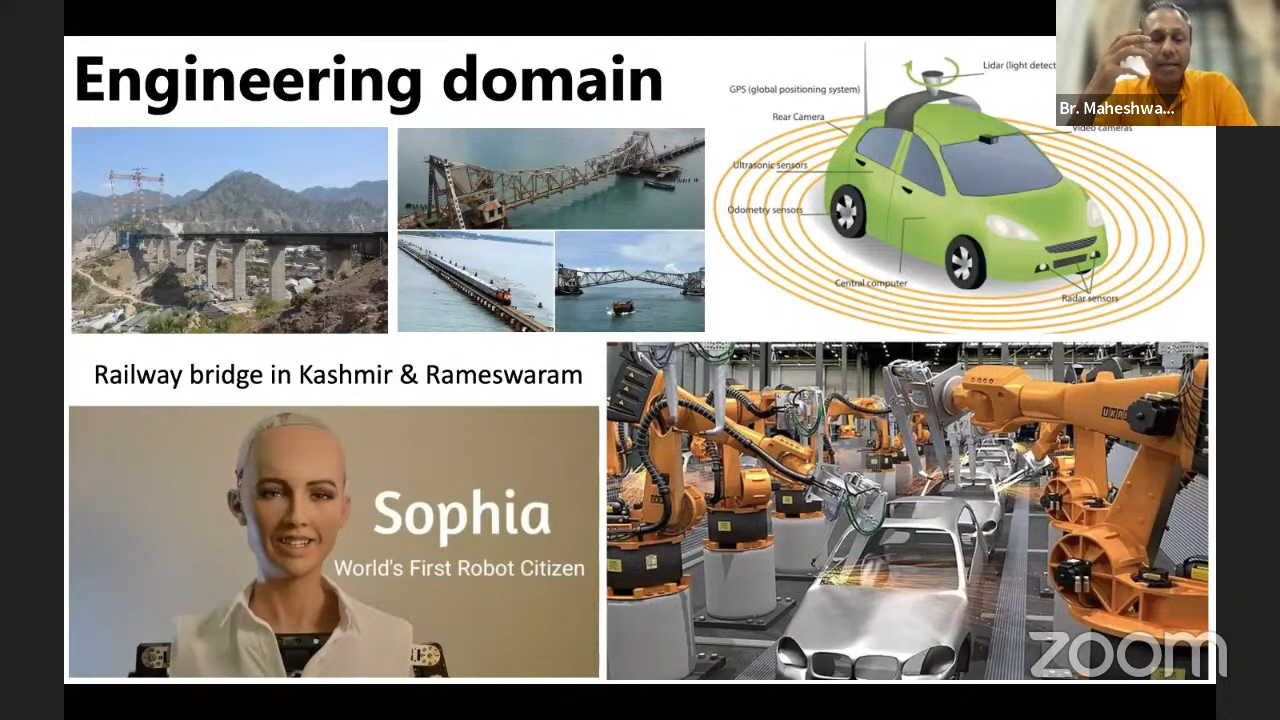 Engineering domain
Lidar (light detect
GPS (global positioning system)
Rear Camera
Video cameras
Ultrasonic sensors
Odometry sensors
Central computer
Radar sensors
Br. Maheshwa...
Railway bridge in Kashmir & Rameswaram
Sophia
World's First Robot Citizen
zoom